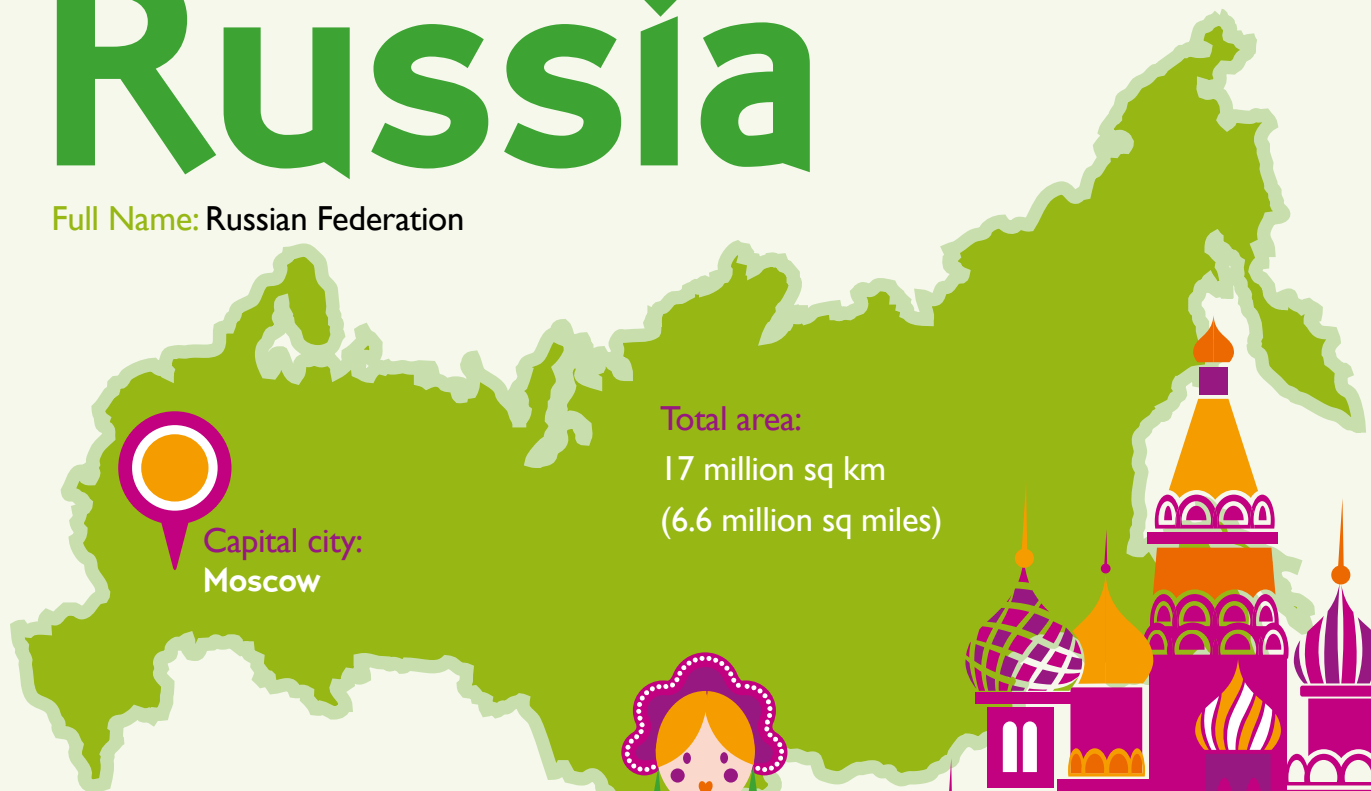 Russia
Full Name: Russian Federation
Total area:
17 million sq km
(6.6 million sq miles)
Capital city:
Moscow